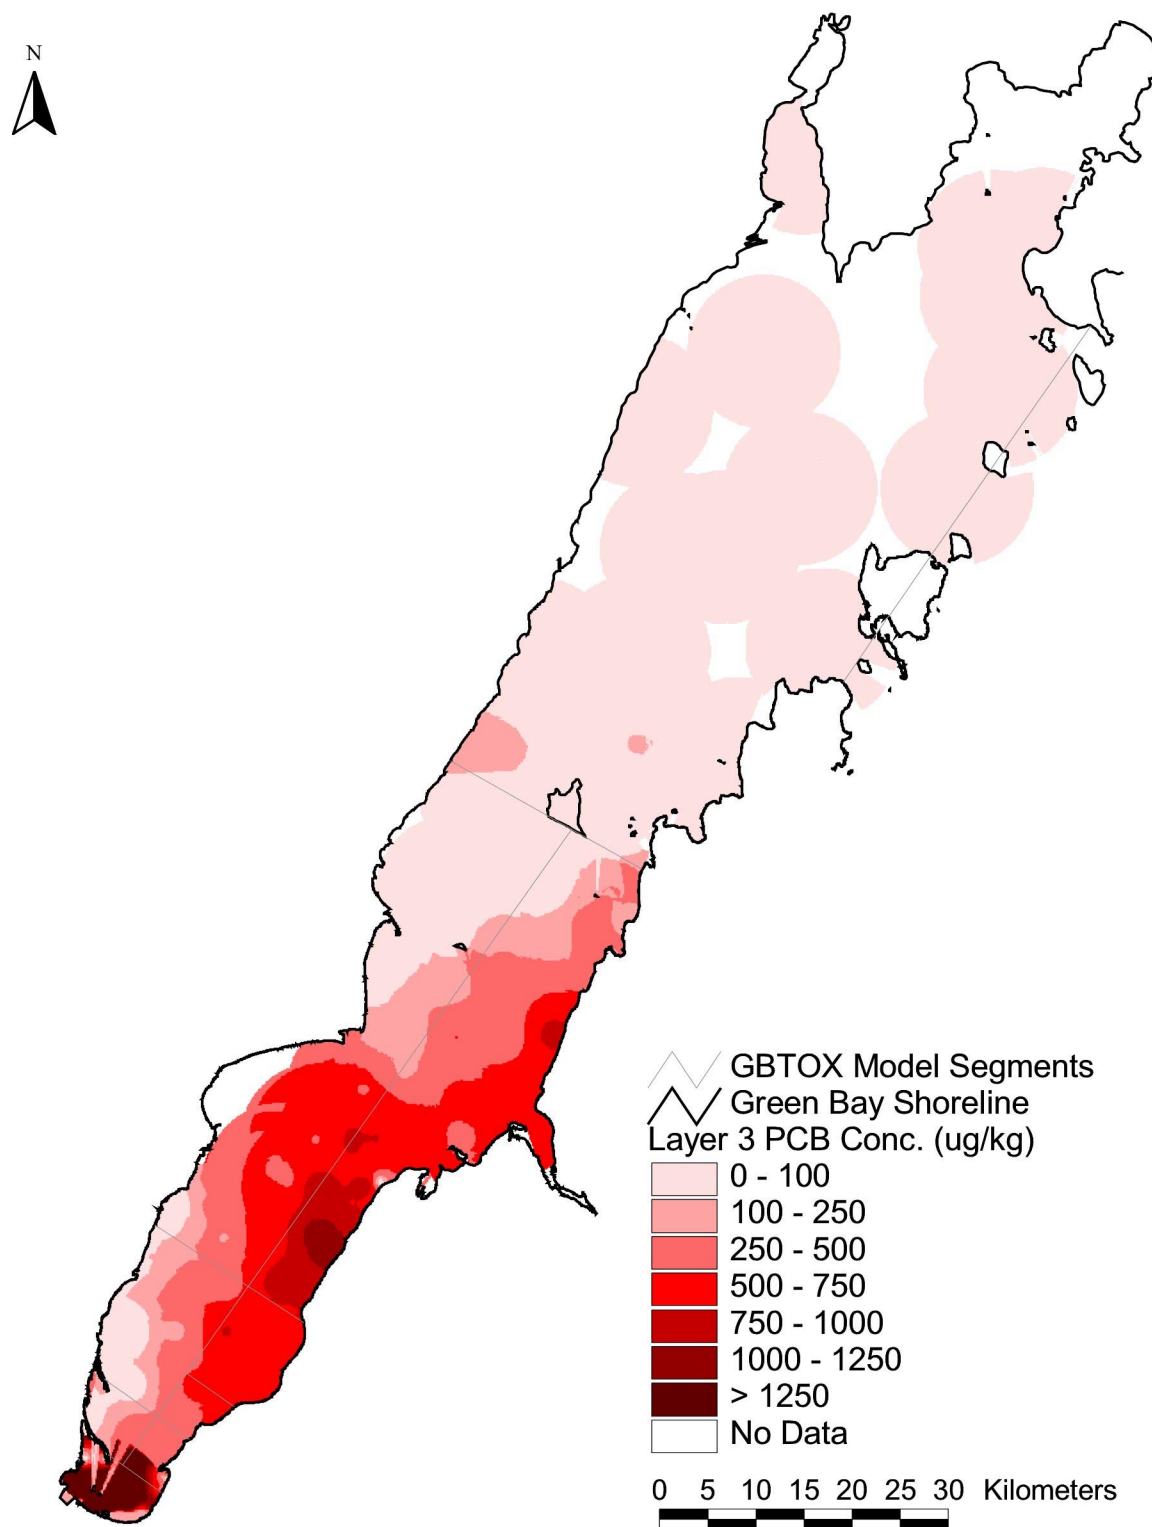 N
GBTOX Model Segments
Green Bay Shoreline
Layer 3 PCB Conc. (ug/kg)
0 - 100
100 - 250
250 - 500
500 - 750
750 - 1000
1000 - 1250
> 1250
No Data
0 5 10 15 20 25 30 Kilometers